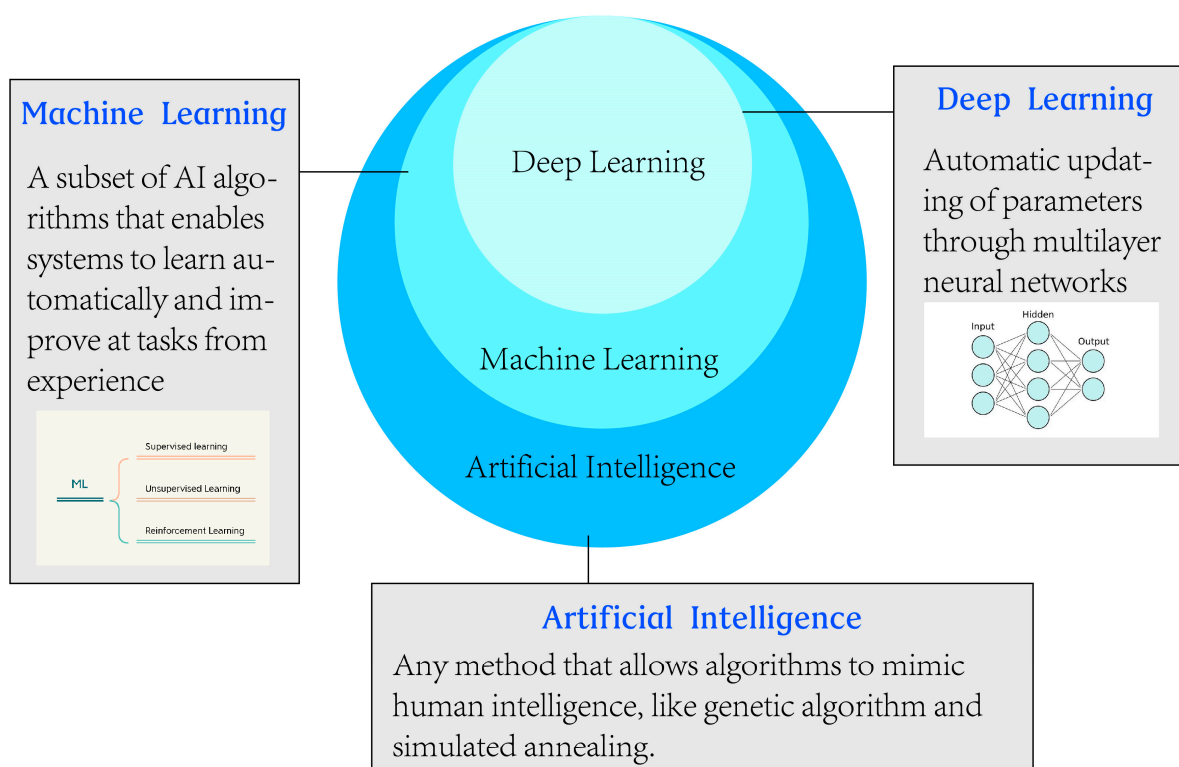 Machine Learning
A subset of AI algo-
rithms that enables
systems to learn au-
tomatically and im-
prove at tasks from
experience
ML
Supervised learning
Unsupervised Learning
Reinforcement Learning
Deep Learning
Machine Learning
Artificial Intelligence
Deep Learning
Automatic updat-
ing of parameters
through multilayer
neural networks
Input
Hidden
Output
Artificial Intelligence
Any method that allows algorithms to mimic
human intelligence, like genetic algorithm and
simulated annealing.